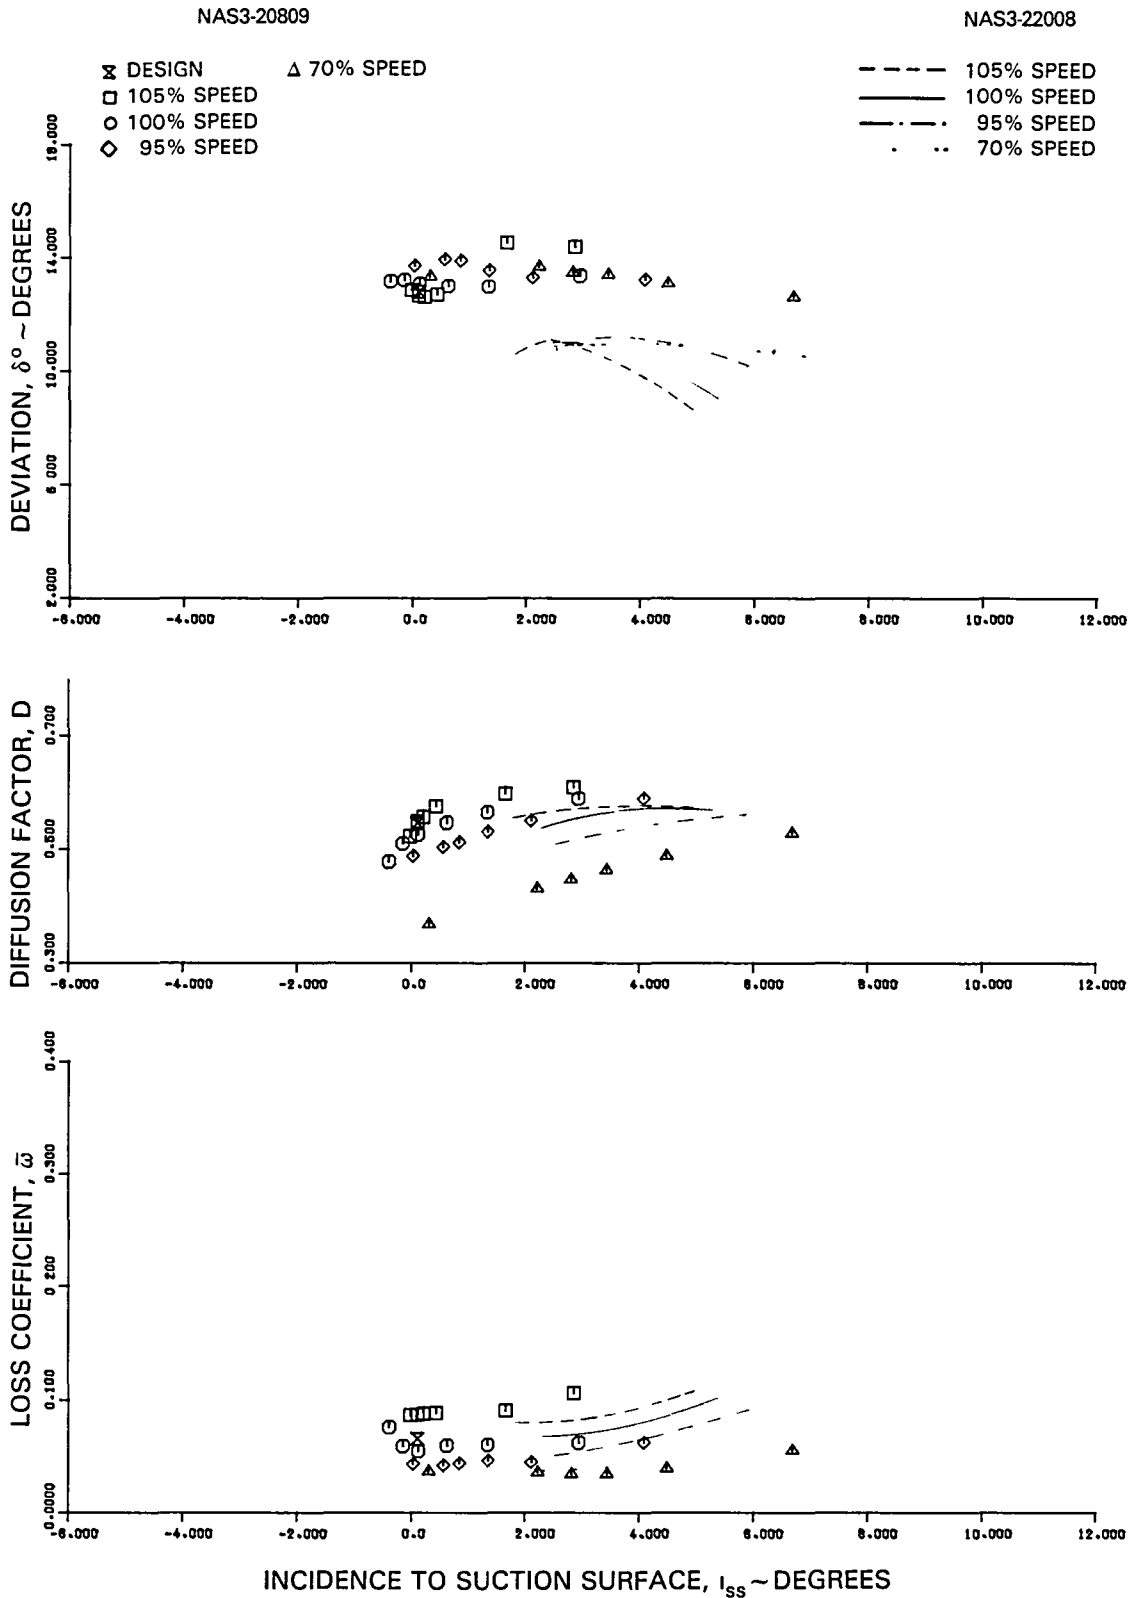 NAS3-20809
NAS3-22008
DESIGN
70% SPEED
105% SPEED
100% SPEED
95% SPEED
105% SPEED
100% SPEED
95% SPEED
70% SPEED
DEVIATION, δ° ~ DEGREES
18.000
14.000
10.000
6 000
2.000
-6.000 -4.000 -2.000 0.0 2.000 4.000 6.000 8.000 10.000 12.000
DIFFUSION FACTOR, D
0.700
0.500
0.300
-6.000 -4.000 -2.000 0.0 2.000 4.000 6.000 8.000 10.000 12.000
LOSS COEFFICIENT, ω̅
0.400
0.300
0.200
0.100
0.0000
-6.000 -4.000 -2.000 0.0 2.000 4.000 6.000 8.000 10.000 12.000
INCIDENCE TO SUCTION SURFACE, ıss ~ DEGREES